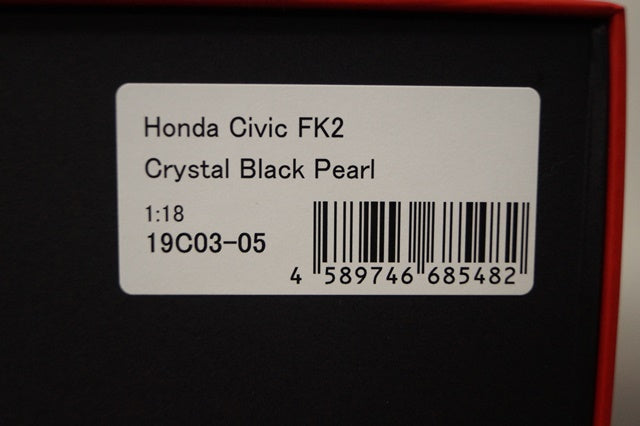 Honda Civic FK2
Crystal Black Pearl
1:18
19C03-05
4 589746 685482